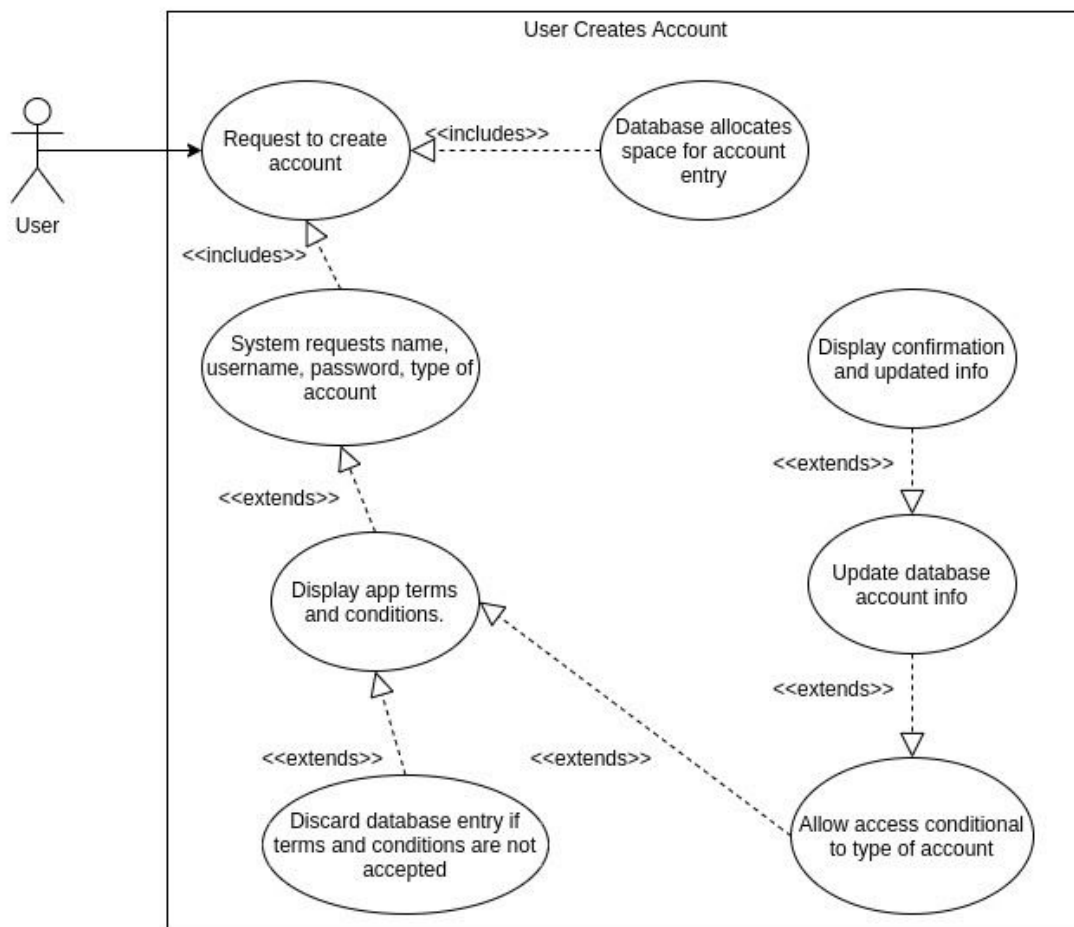 User Creates Account
Request to create
account
<<includes>>
Database allocates
space for account
entry
User
<<includes>>
System requests name,
username, password, type of
account
Display confirmation
and updated info
<<extends>>
<<extends>>
Display app terms
and conditions.
Update database
account info
<<extends>>
<<extends>>
<<extends>>
Discard database entry if
terms and conditions are not
accepted
Allow access conditional
to type of account